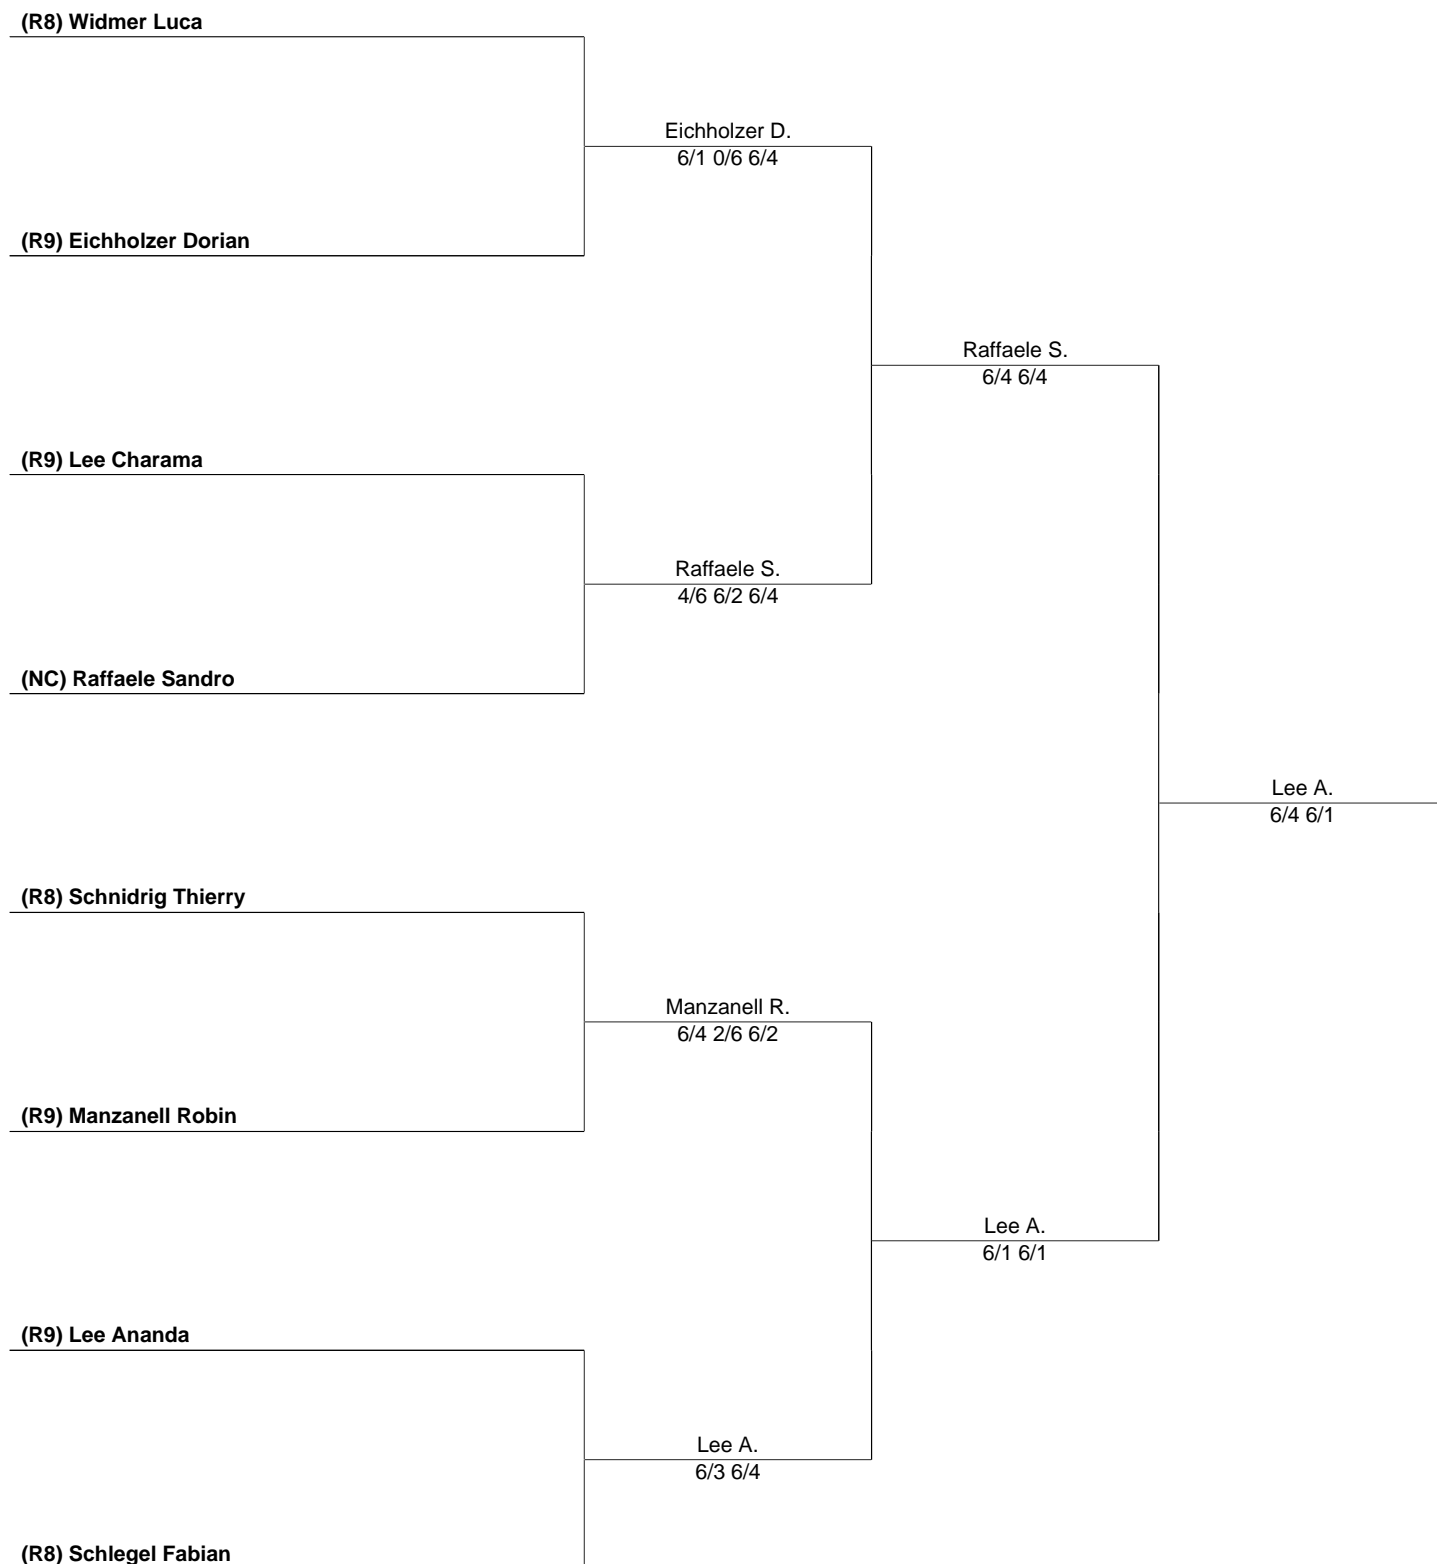 (R8) Widmer Luca
Eichholzer D.
6/1 0/6 6/4
(R9) Eichholzer Dorian
Raffaele S.
6/4 6/4
(R9) Lee Charama
Raffaele S.
4/6 6/2 6/4
(NC) Raffaele Sandro
Lee A.
6/4 6/1
(R8) Schnidrig Thierry
Manzanell R.
6/4 2/6 6/2
(R9) Manzanell Robin
Lee A.
6/1 6/1
(R9) Lee Ananda
Lee A.
6/3 6/4
(R8) Schlegel Fabian